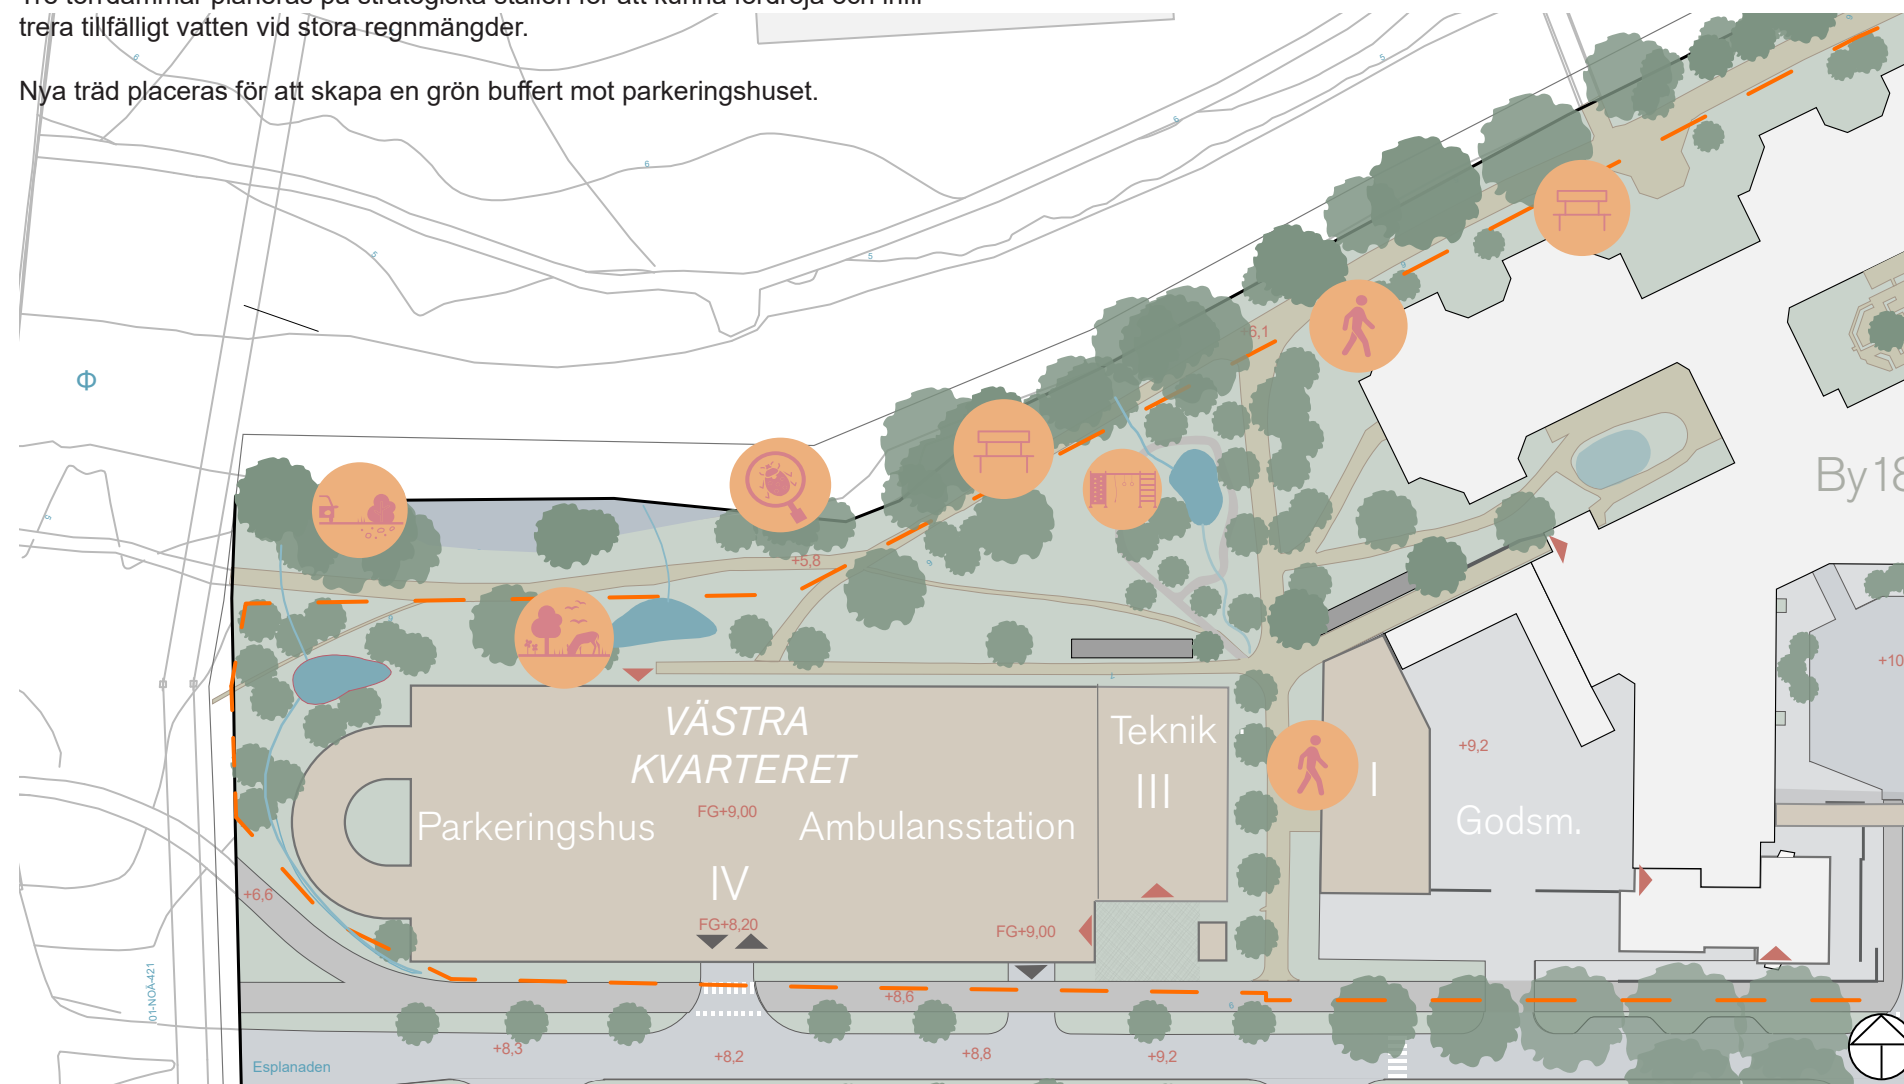 trera tillfälligt vatten vid stora regnmängder.
Nya träd placeras för att skapa en grön buffert mot parkeringshuset.
+6,1
+5,8
By 18
VÄSTRA
KVARTERET
Teknik
III
I
+9,2
+10
Parkeringshus
FG+9,00
Ambulansstation
Godsm.
IV
+6,6
FG+8,20
FG+9,00
+8,6
+8,3
+8,2
+8,8
+9,2
Esplanaden